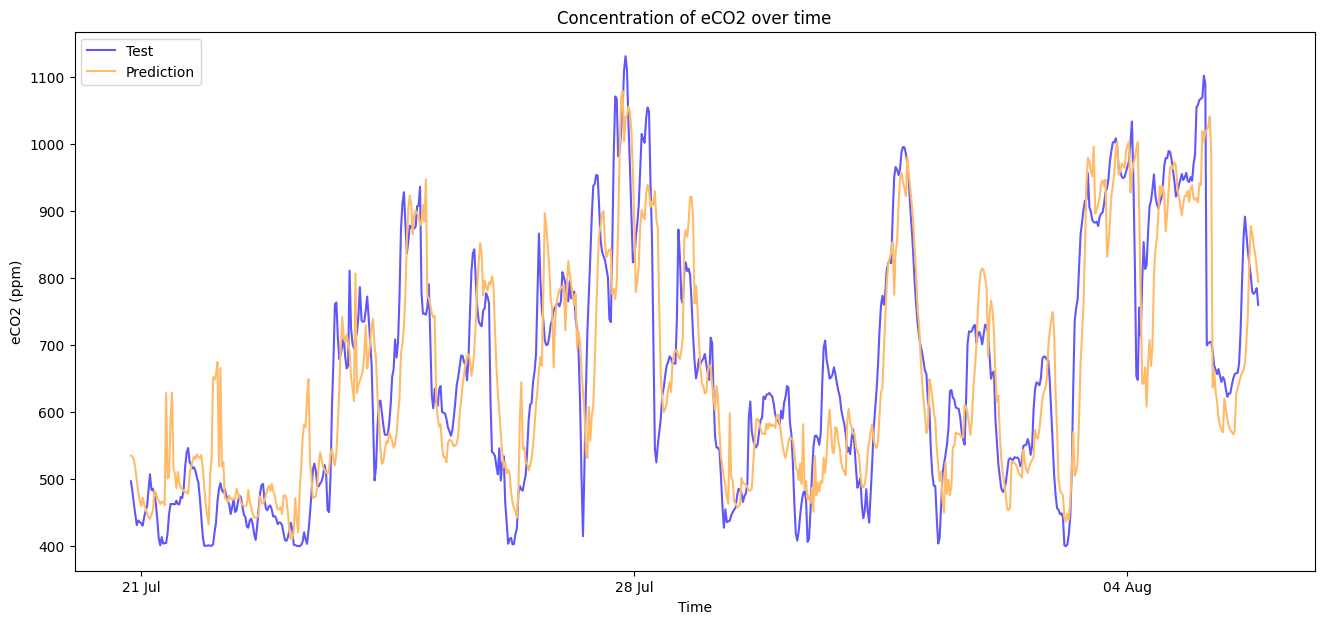 Concentration of eCO2 over time
Test
Prediction
eCO2 (ppm)
1100
1000
900
800
700
600
500
400
21 Jul
28 Jul
04 Aug
Time